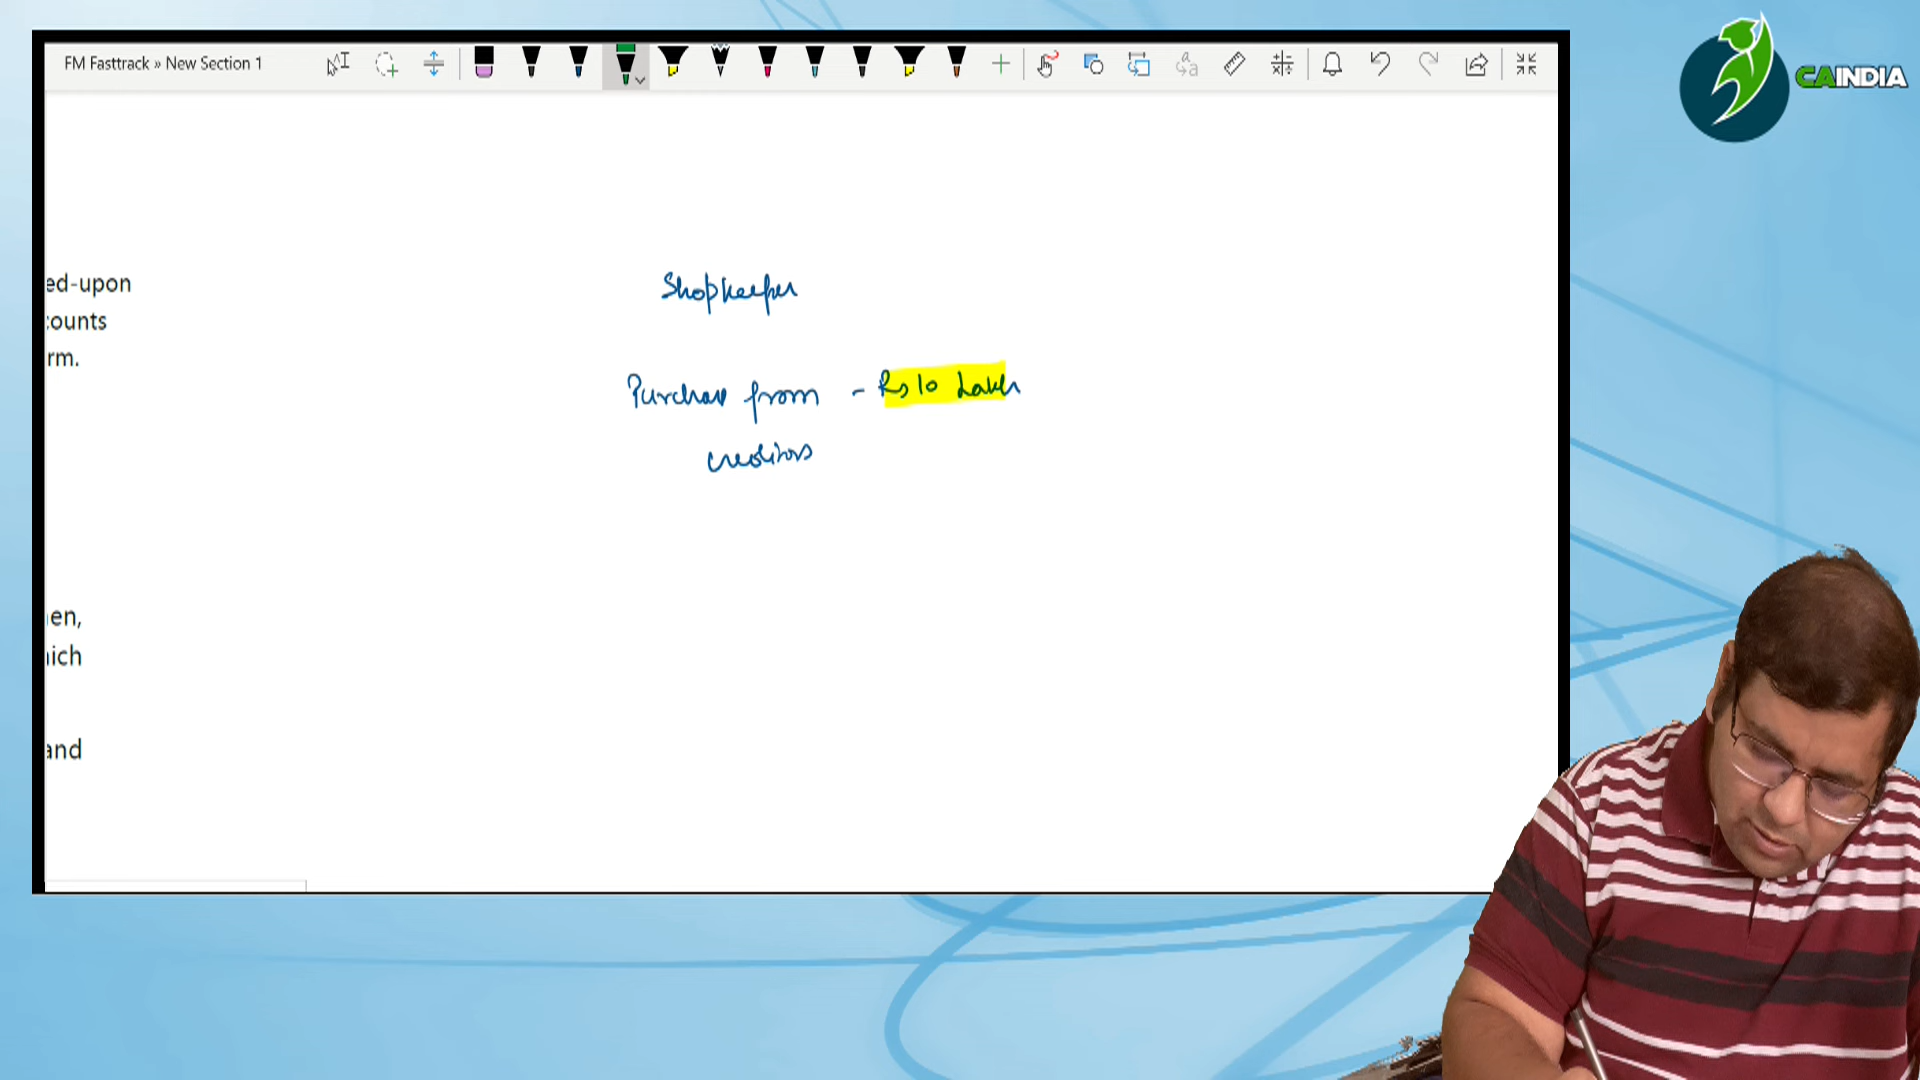 FM Fasttrack » New Section 1
CAINDIA
ed-upon
counts
rm.
Shopkeeper
Purchase from - Rs 10 Lakh
creditors
en,
ich
and